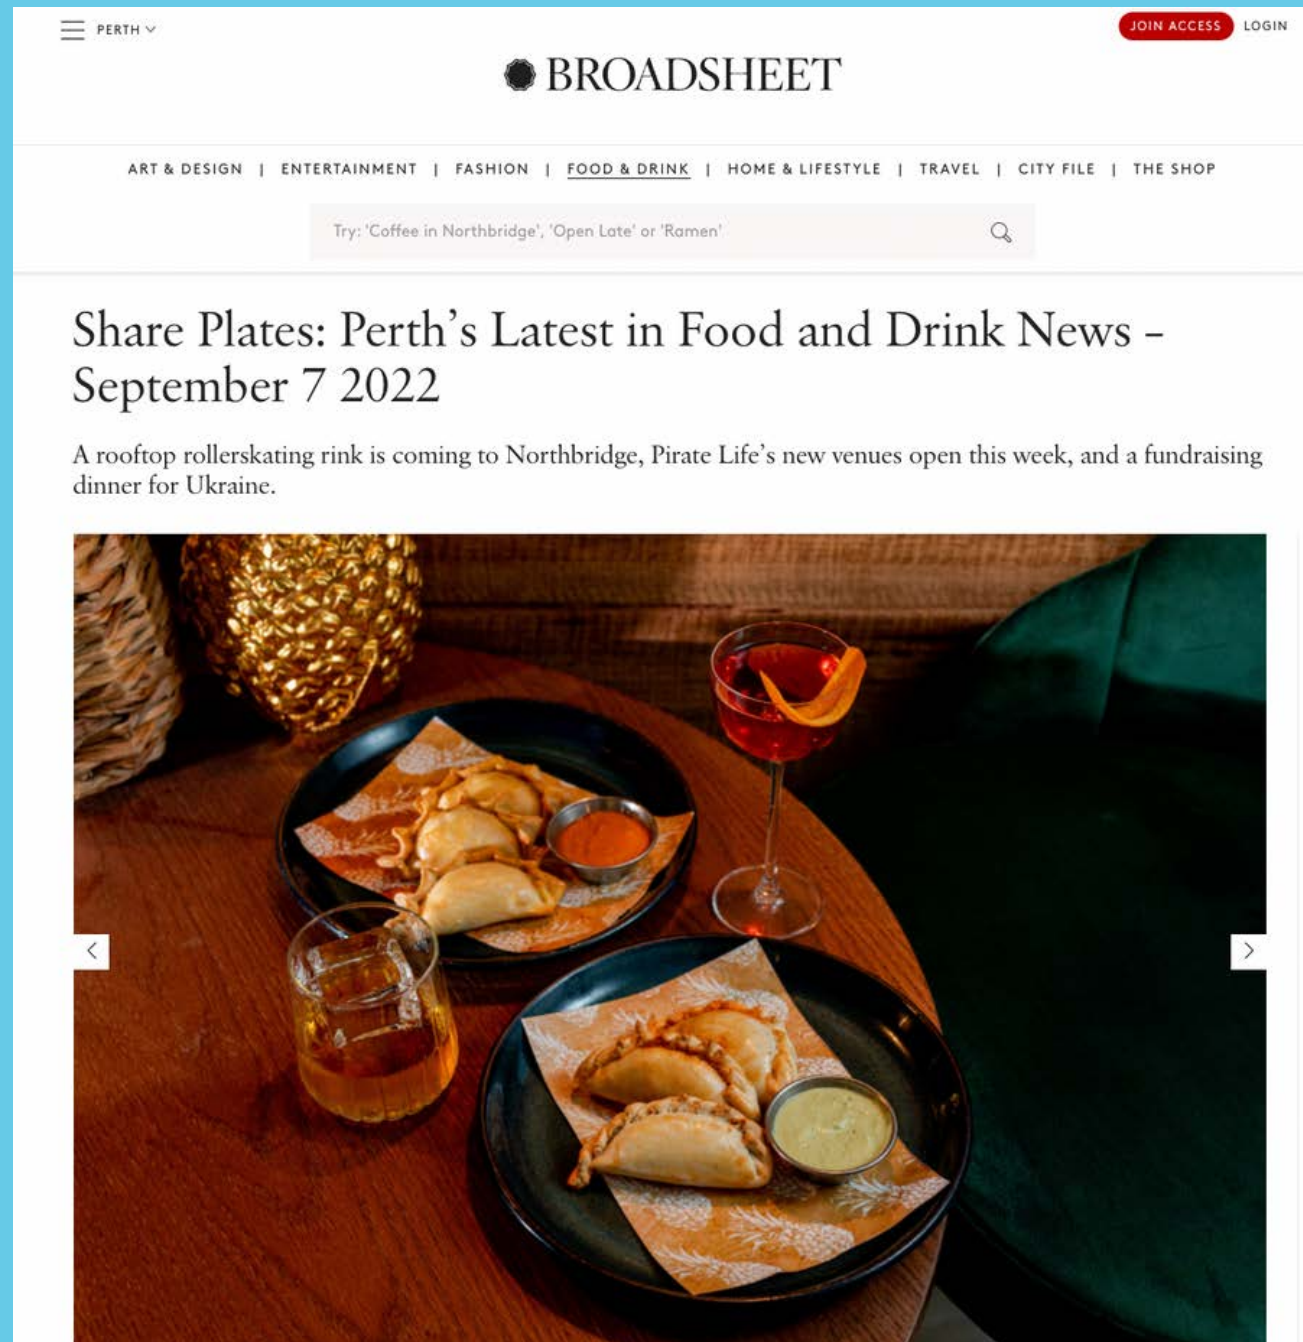 PERTH
JOIN ACCESS LOGIN
BROADSHEET
ART & DESIGN | ENTERTAINMENT | FASHION | FOOD & DRINK | HOME & LIFESTYLE | TRAVEL | CITY FILE | THE SHOP
Try: 'Coffee in Northbridge', 'Open Late' or 'Ramen'
Share Plates: Perth's Latest in Food and Drink News –
September 7 2022
A rooftop rollerskating rink is coming to Northbridge, Pirate Life's new venues open this week, and a fundraising
dinner for Ukraine.